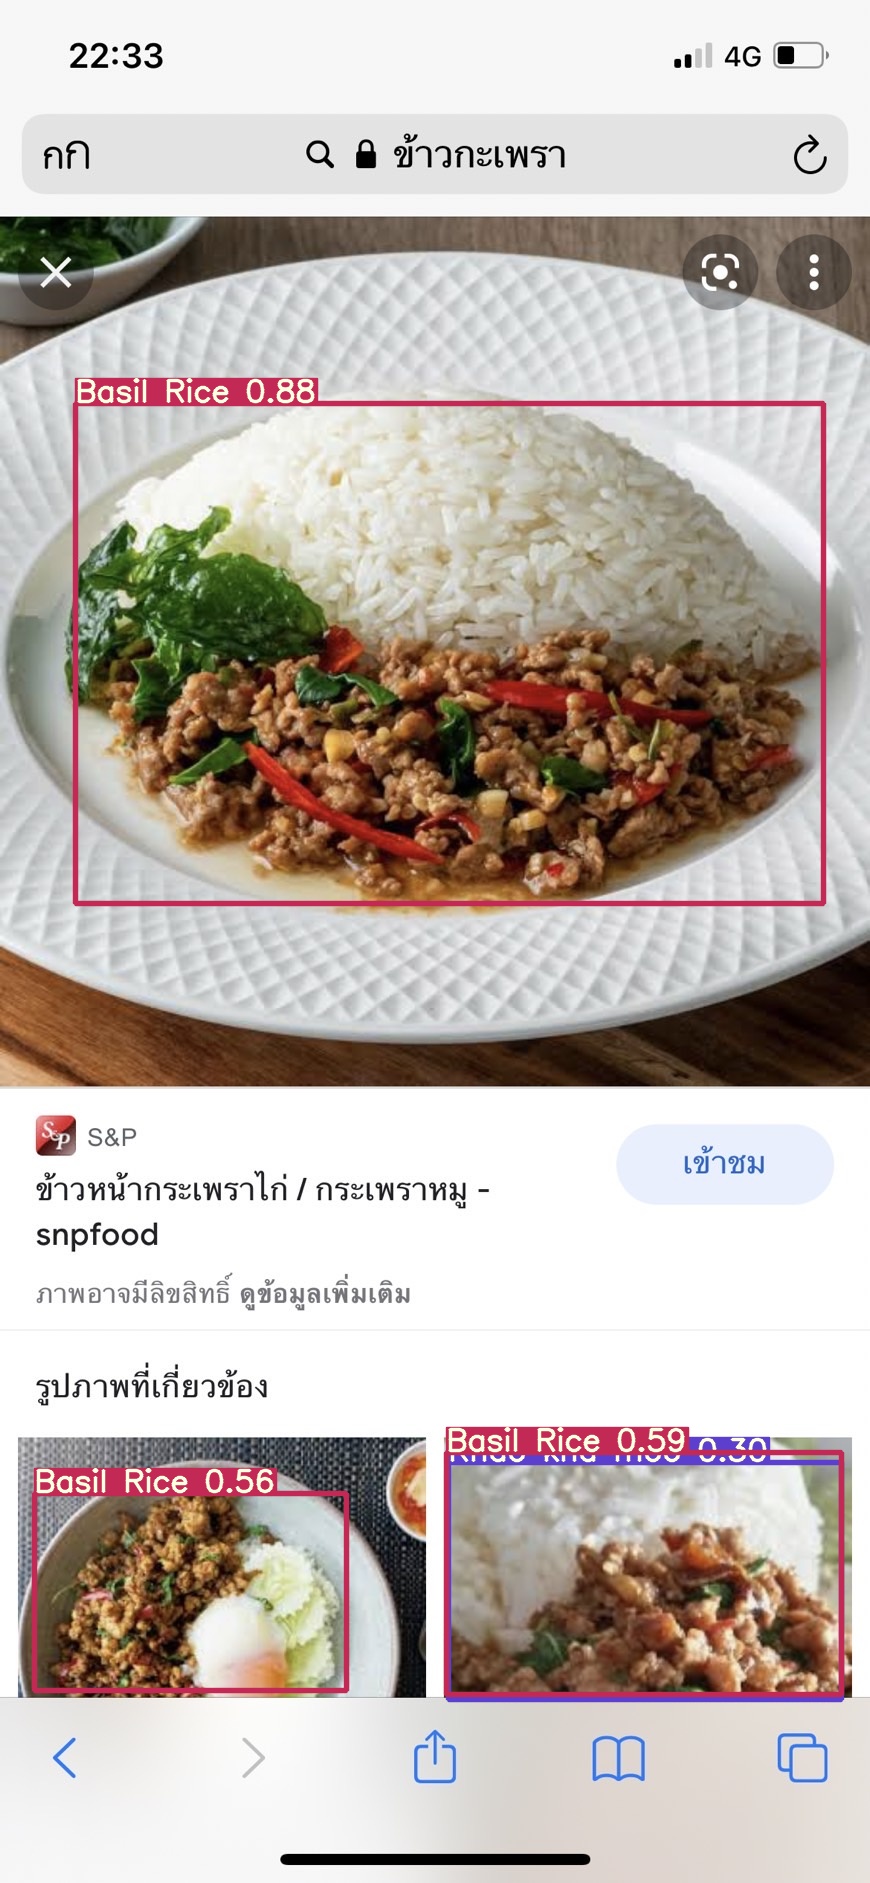 22:33
4G
กก
ข้าวกะเพรา
Basil Rice 0.88
S&P
S&P
ข้าวหน้ากระเพราไก่ / กระเพราหมู -
snpfood
เข้าชม
ภาพอาจมีลิขสิทธิ์ ดูข้อมูลเพิ่มเติม
รูปภาพที่เกี่ยวข้อง
Basil Rice 0.59
0.30
Basil Rice 0.56